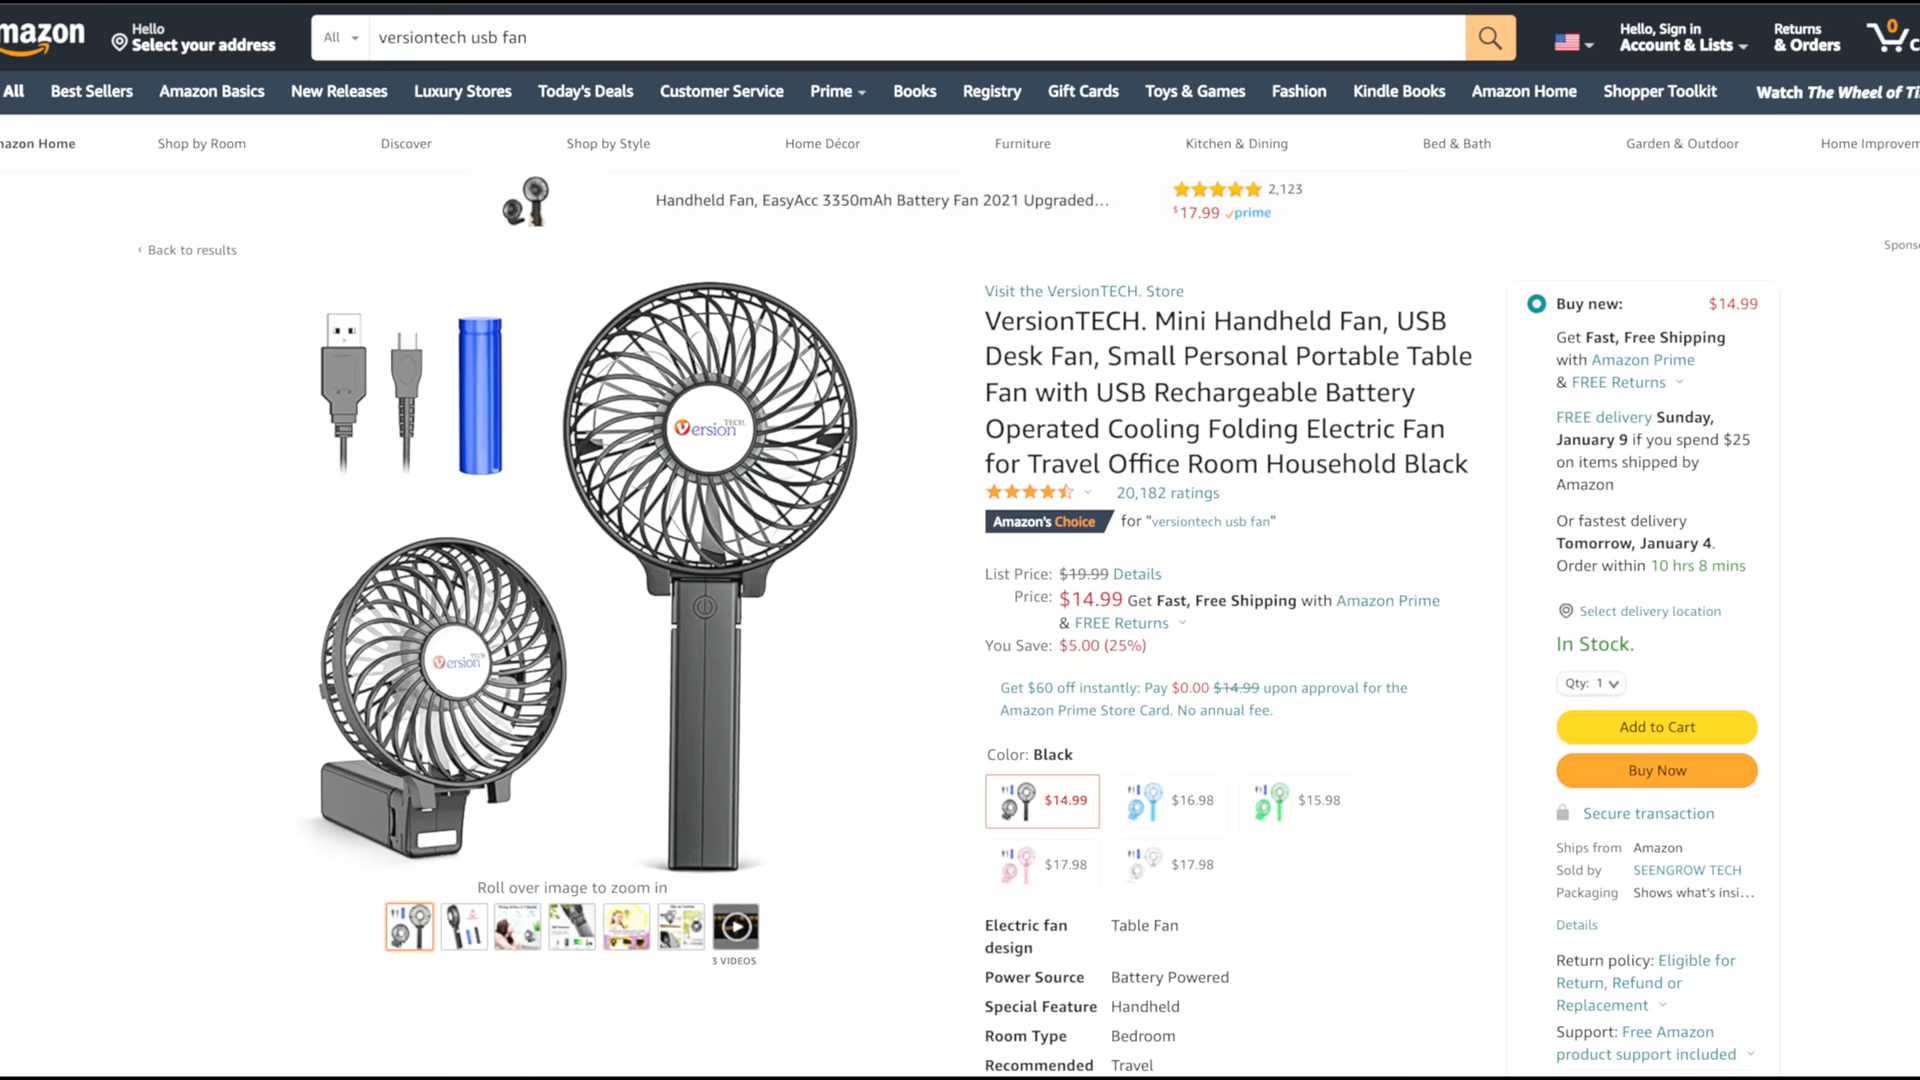 mazon
Hello
Select your address
All
versiontech usb fan
Hello, Sign in
Account & Lists
Returns
& Orders
0
All
Best Sellers
Amazon Basics
New Releases
Luxury Stores
Today's Deals
Customer Service
Prime
Books
Registry
Gift Cards
Toys & Games
Fashion
Kindle Books
Amazon Home
Shopper Toolkit
Watch The Wheel of Ti
mazon Home
Shop by Room
Discover
Shop by Style
Home Décor
Furniture
Kitchen & Dining
Bed & Bath
Garden & Outdoor
Home Improvem
Handheld Fan, EasyAcc 3350mAh Battery Fan 2021 Upgraded...
2,123
$17.99 prime
Spons
‹ Back to results
Version TECH.
Version TECH
Roll over image to zoom in
3 VIDEOS
Visit the VersionTECH. Store
VersionTECH. Mini Handheld Fan, USB
Desk Fan, Small Personal Portable Table
Fan with USB Rechargeable Battery
Operated Cooling Folding Electric Fan
for Travel Office Room Household Black
20,182 ratings
Amazon's Choice for "versiontech usb fan"
List Price: $19.99 Details
Price: $14.99 Get Fast, Free Shipping with Amazon Prime
& FREE Returns
You Save: $5.00 (25%)
Get $60 off instantly: Pay $0.00 $14.99 upon approval for the
Amazon Prime Store Card. No annual fee.
Color: Black
$14.99
$16.98
$15.98
$17.98
$17.98
Electric fan
design
Table Fan
Power Source Battery Powered
Special Feature Handheld
Room Type Bedroom
Recommended Travel
Buy new: $14.99
Get Fast, Free Shipping
with Amazon Prime
& FREE Returns
FREE delivery Sunday,
January 9 if you spend $25
on items shipped by
Amazon
Or fastest delivery
Tomorrow, January 4.
Order within 10 hrs 8 mins
Select delivery location
In Stock.
Qty: 1
Add to Cart
Buy Now
Secure transaction
Ships from Amazon
Sold by SEENGROW TECH
Packaging Shows what's insi...
Details
Return policy: Eligible for
Return, Refund or
Replacement
Support: Free Amazon
product support included